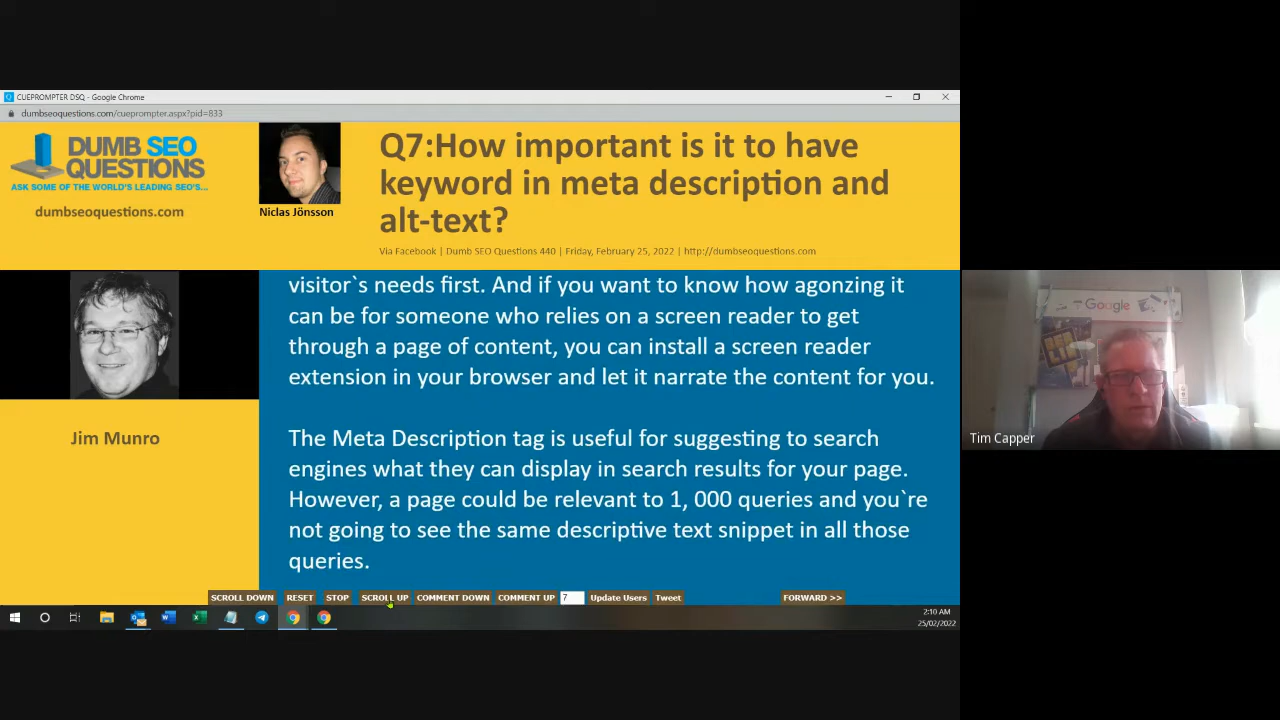 CUEPROMPTER DSQ - Google Chrome
dumbseoquestions.com/cueprompter.aspx?pid=833
DUMB SEO
QUESTIONS
ASK SOME OF THE WORLD'S LEADING SEO'S...
dumbseoquestions.com
Niclas Jönsson
Q7:How important is it to have
keyword in meta description and
alt-text?
Via Facebook | Dumb SEO Questions 440 | Friday, February 25, 2022 | http://dumbseoquestions.com
Jim Munro
visitor`s needs first. And if you want to know how agonzing it
can be for someone who relies on a screen reader to get
through a page of content, you can install a screen reader
extension in your browser and let it narrate the content for you.
The Meta Description tag is useful for suggesting to search
engines what they can display in search results for your page.
However, a page could be relevant to 1, 000 queries and you`re
not going to see the same descriptive text snippet in all those
queries.
SCROLL DOWN RESET STOP SCROLL UP COMMENT DOWN COMMENT UP 7 Update Users Tweet FORWARD >>
2:10 AM
25/02/2022
Google
Tim Capper